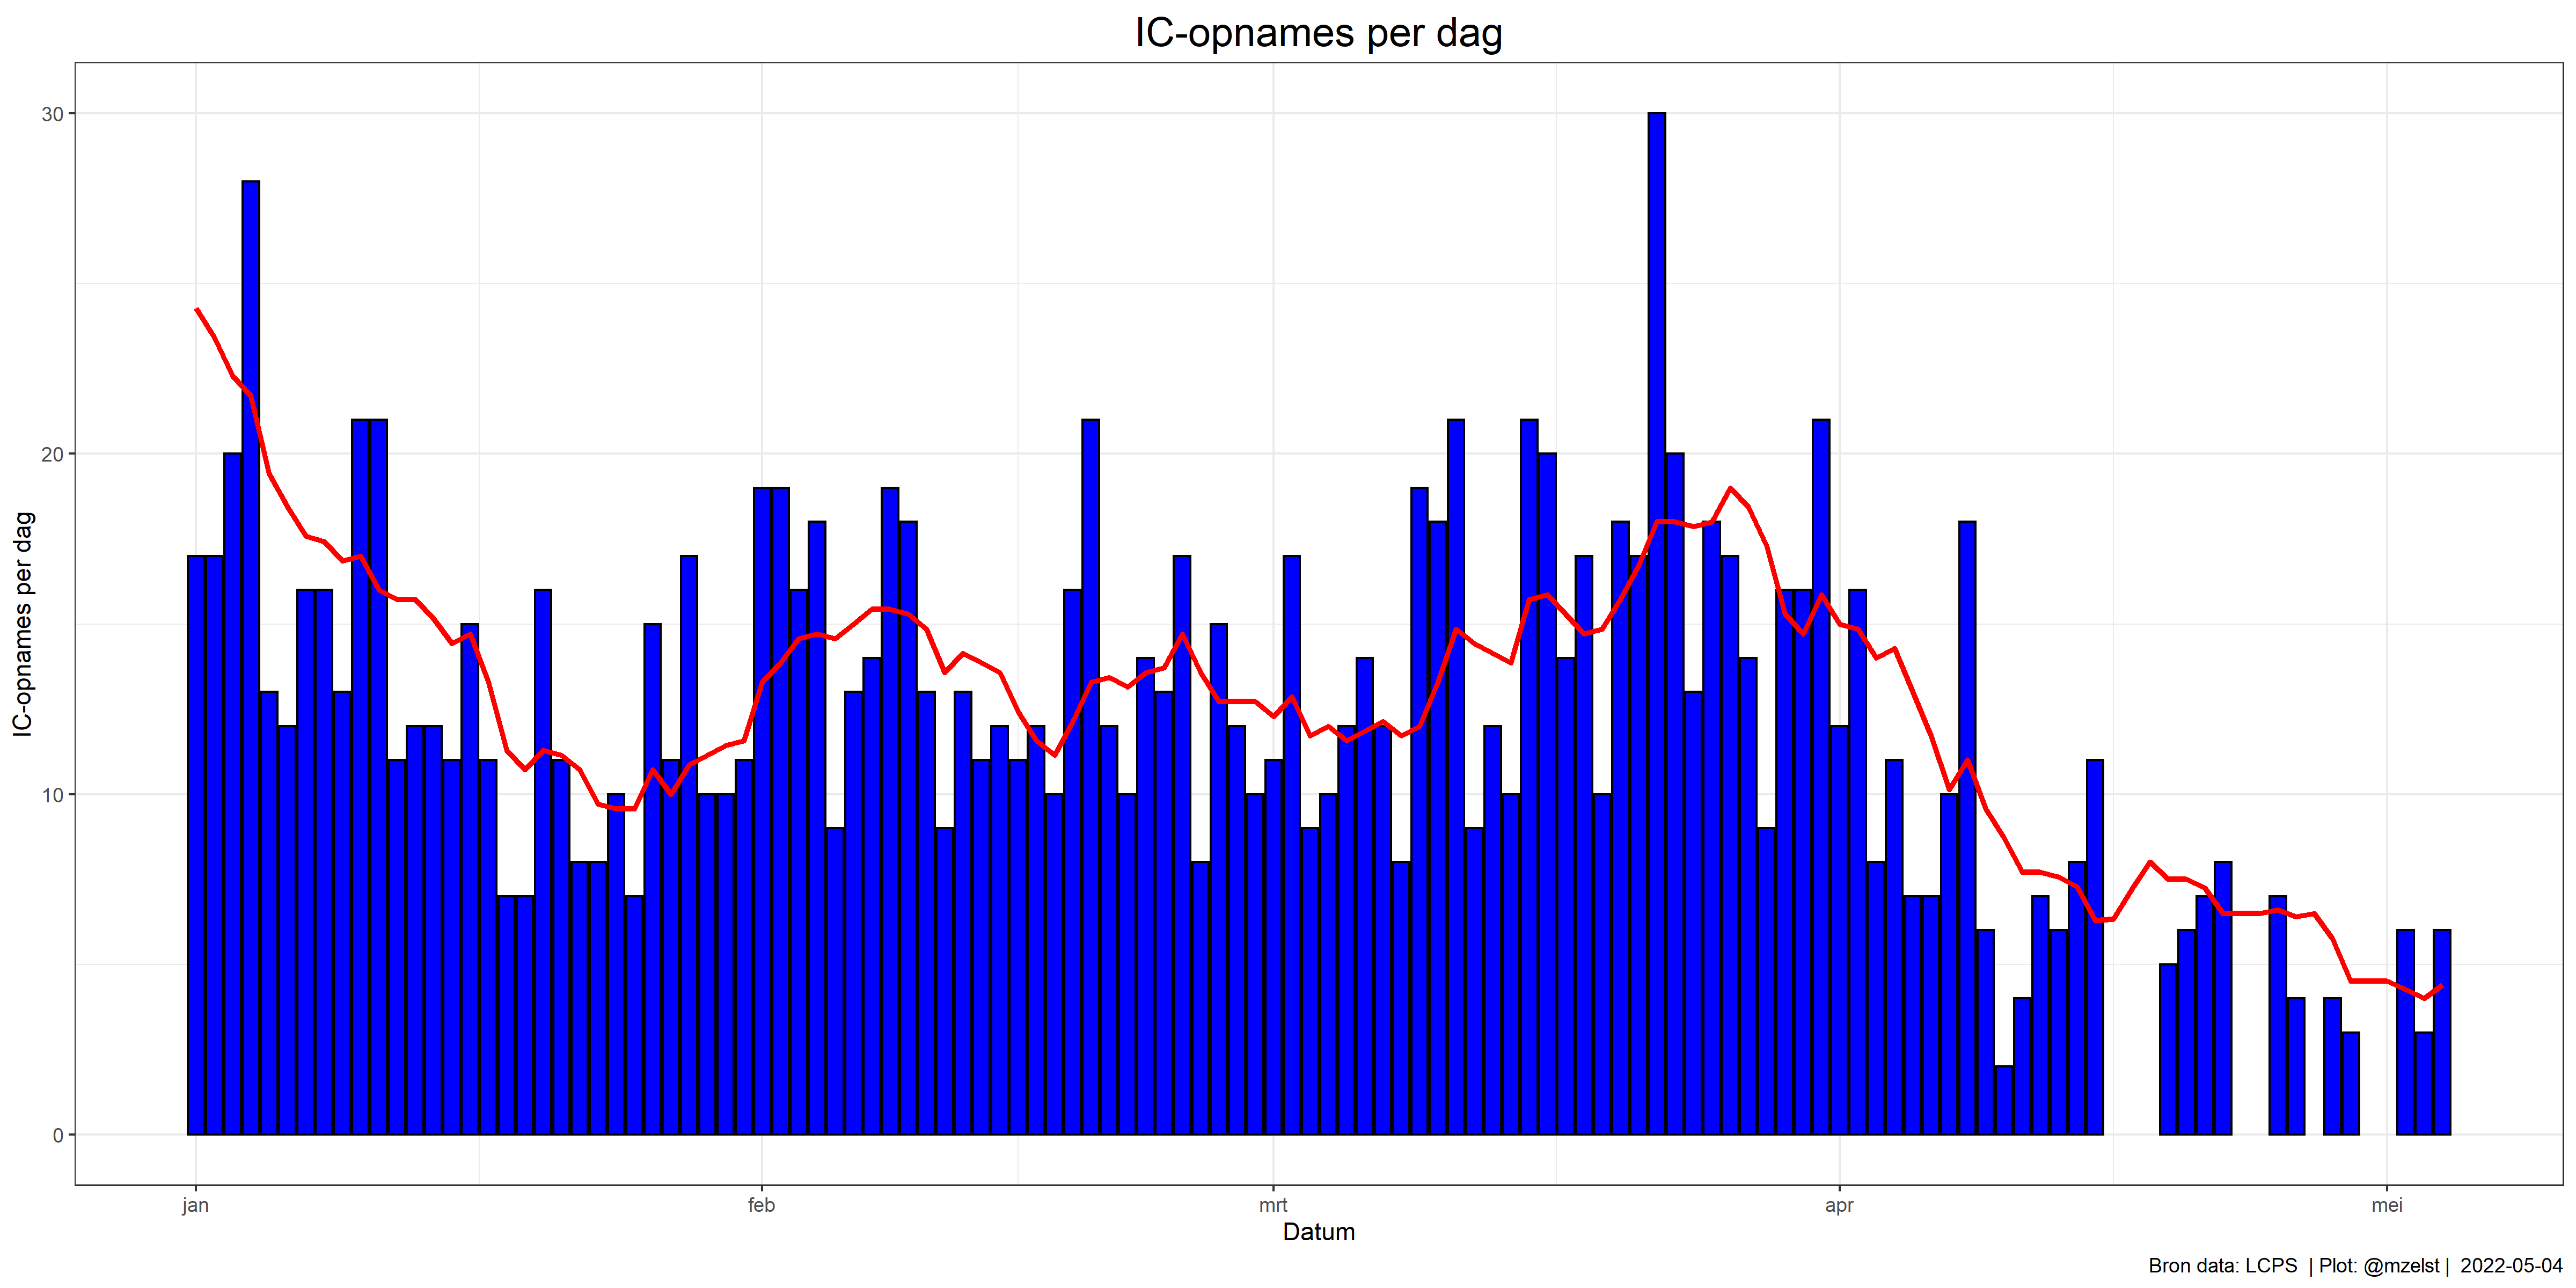 IC-opnames per dag
IC-opnames per dag
30
20
10
0
jan feb mrt apr mei
Datum
Bron data: LCPS | Plot: @mzelst | 2022-05-04